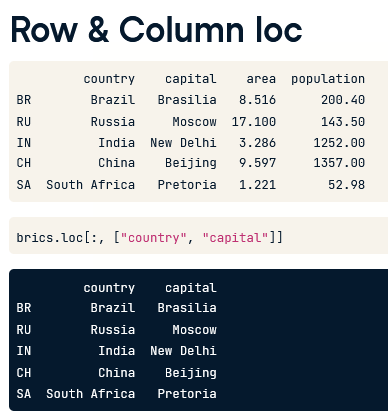 Row & Column loc
country capital area population
BR Brazil Brasilia 8.516 200.40
RU Russia Moscow 17.100 143.50
IN India New Delhi 3.286 1252.00
CH China Beijing 9.597 1357.00
SA South Africa Pretoria 1.221 52.98
brics.loc[:, ["country", "capital"]]
country capital
BR Brazil Brasilia
RU Russia Moscow
IN India New Delhi
CH China Beijing
SA South Africa Pretoria